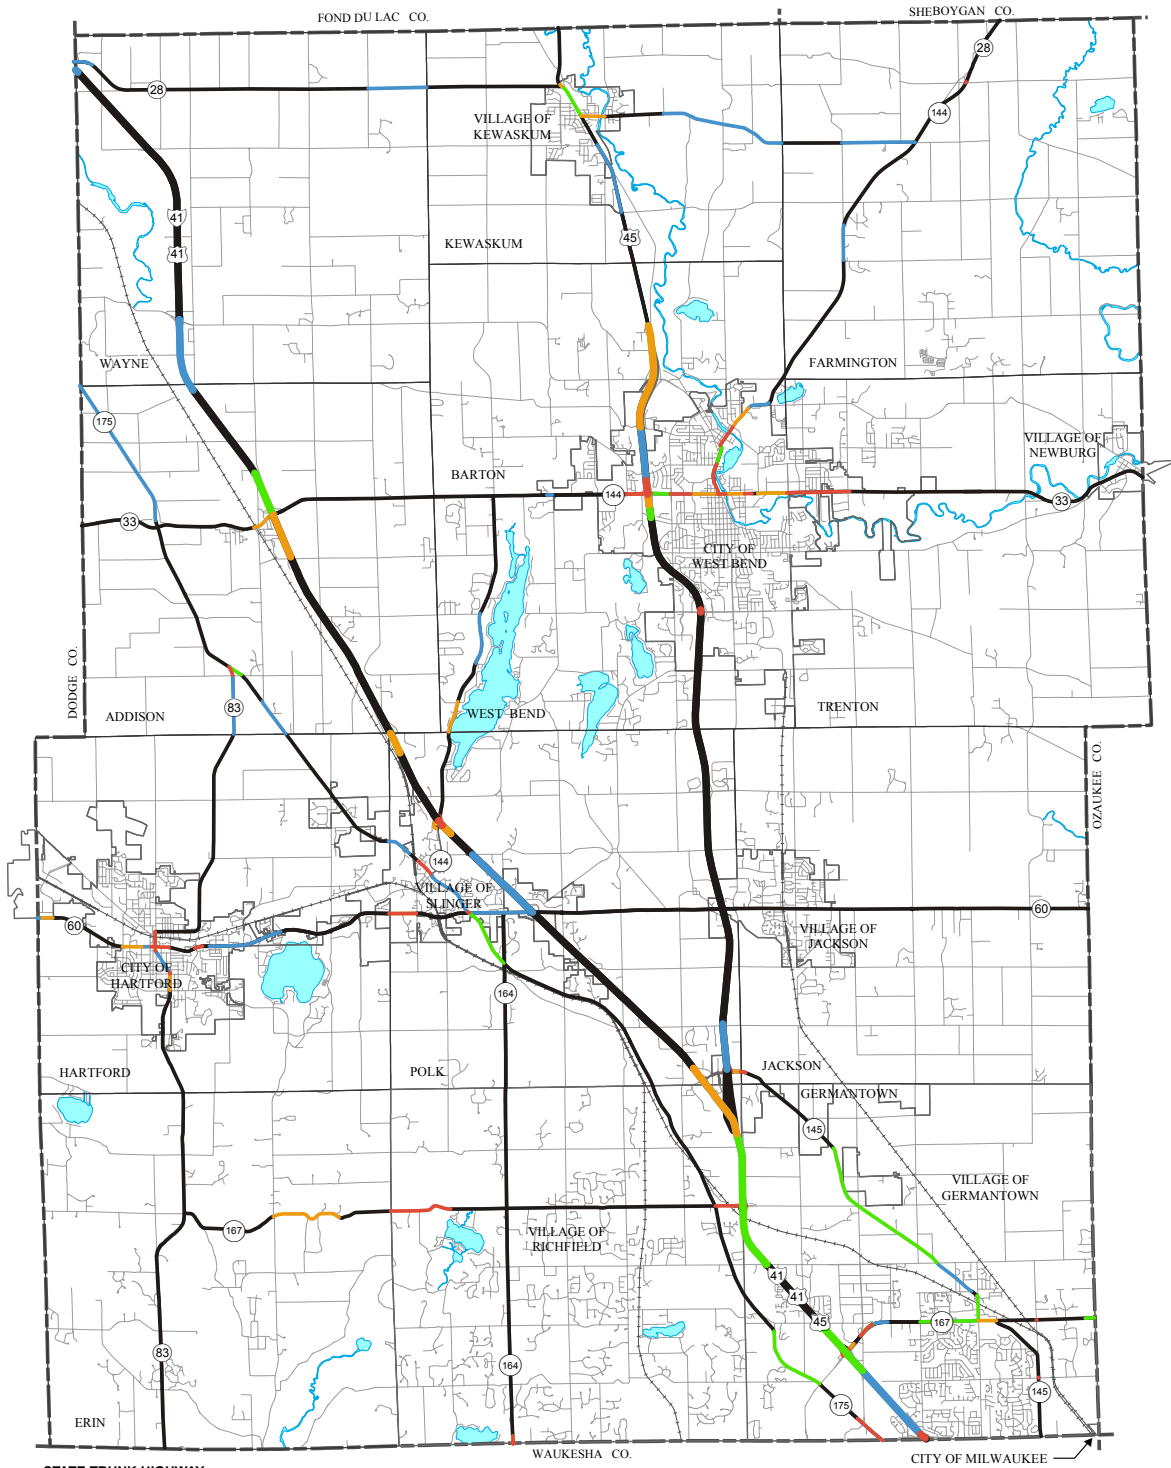 FOND DU LAC CO.
SHEBOYGAN CO.
28
28
VILLAGE OF
KEWASKUM
144
41
41
45
KEWASKUM
WAYNE
FARMINGTON
175
VILLAGE OF
NEWBURG
BARTON
144
33
33
CITY OF
WEST BEND
DODGE CO.
83
ADDISON
WEST BEND
TRENTON
OZAUKEE CO.
144
VILLAGE OF
SLINGER
60
60
VILLAGE OF
JACKSON
CITY OF
HARTFORD
164
HARTFORD
POLK
JACKSON
GERMANTOWN
145
VILLAGE OF
GERMANTOWN
167
VILLAGE OF
RICHFIELD
41
41
45
167
83
164
145
175
ERIN
WAUKESHA CO.
CITY OF MILWAUKEE